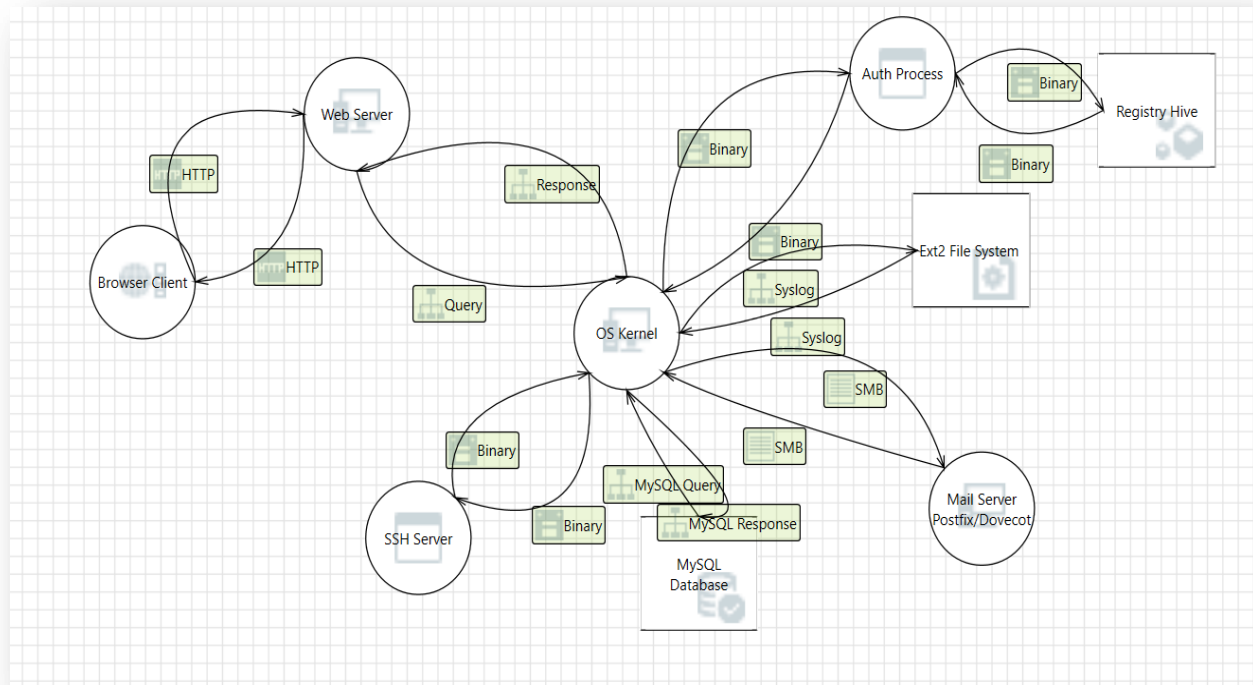 Auth Process
Binary
Registry Hive
Web Server
Binary
Binary
HTTP
Response
Binary
Ext2 File System
HTTP
Browser Client
Syslog
Query
OS Kernel
Syslog
SMB
SMB
Binary
MySQL Query
Mail Server
Postfix/Dovecot
Binary
MySQL Response
SSH Server
MySQL
Database